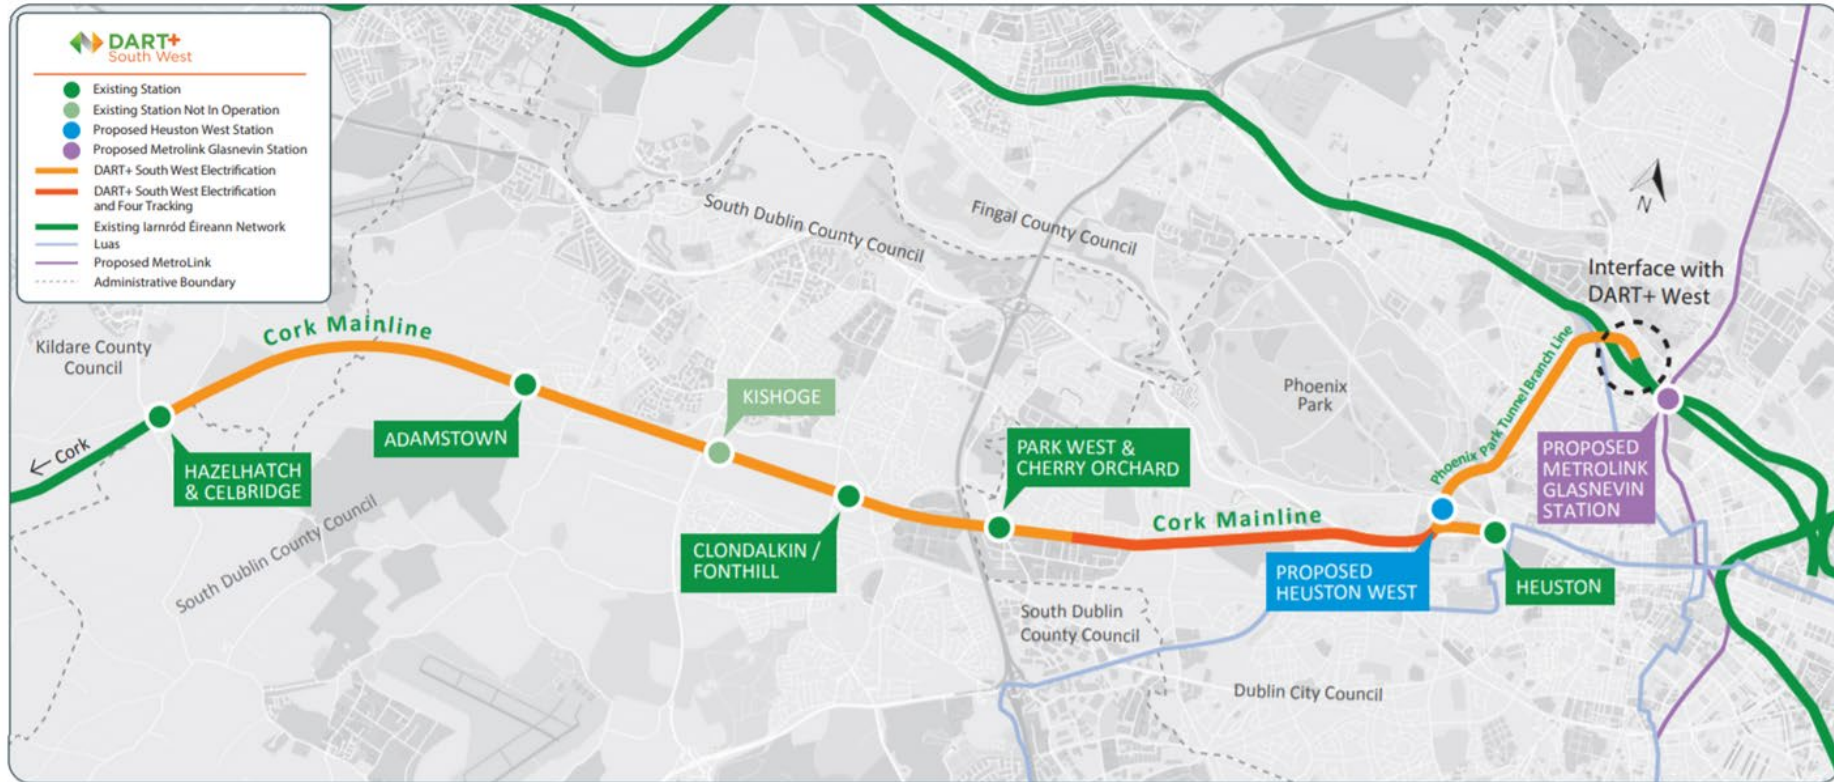 DART+
South West
Existing Station
Existing Station Not In Operation
Proposed Heuston West Station
Proposed Metrolink Glasnevin Station
DART+ South West Electrification
DART+ South West Electrification
and Four Tracking
Existing Iarnród Éireann Network
Luas
Proposed MetroLink
Administrative Boundary
South Dublin County Council
Fingal County Council
N
Interface with
DART+ West
Kildare County
Council
Cork Mainline
Phoenix
Park
Phoenix Park Tunnel Branch Line
← Cork
HAZELHATCH
& CELBRIDGE
ADAMSTOWN
KISHOGE
CLONDALKIN /
FONTHILL
PARK WEST &
CHERRY ORCHARD
Cork Mainline
PROPOSED
METROLINK
GLASNEVIN
STATION
PROPOSED
HEUSTON WEST
HEUSTON
South Dublin County Council
South Dublin
County Council
Dublin City Council